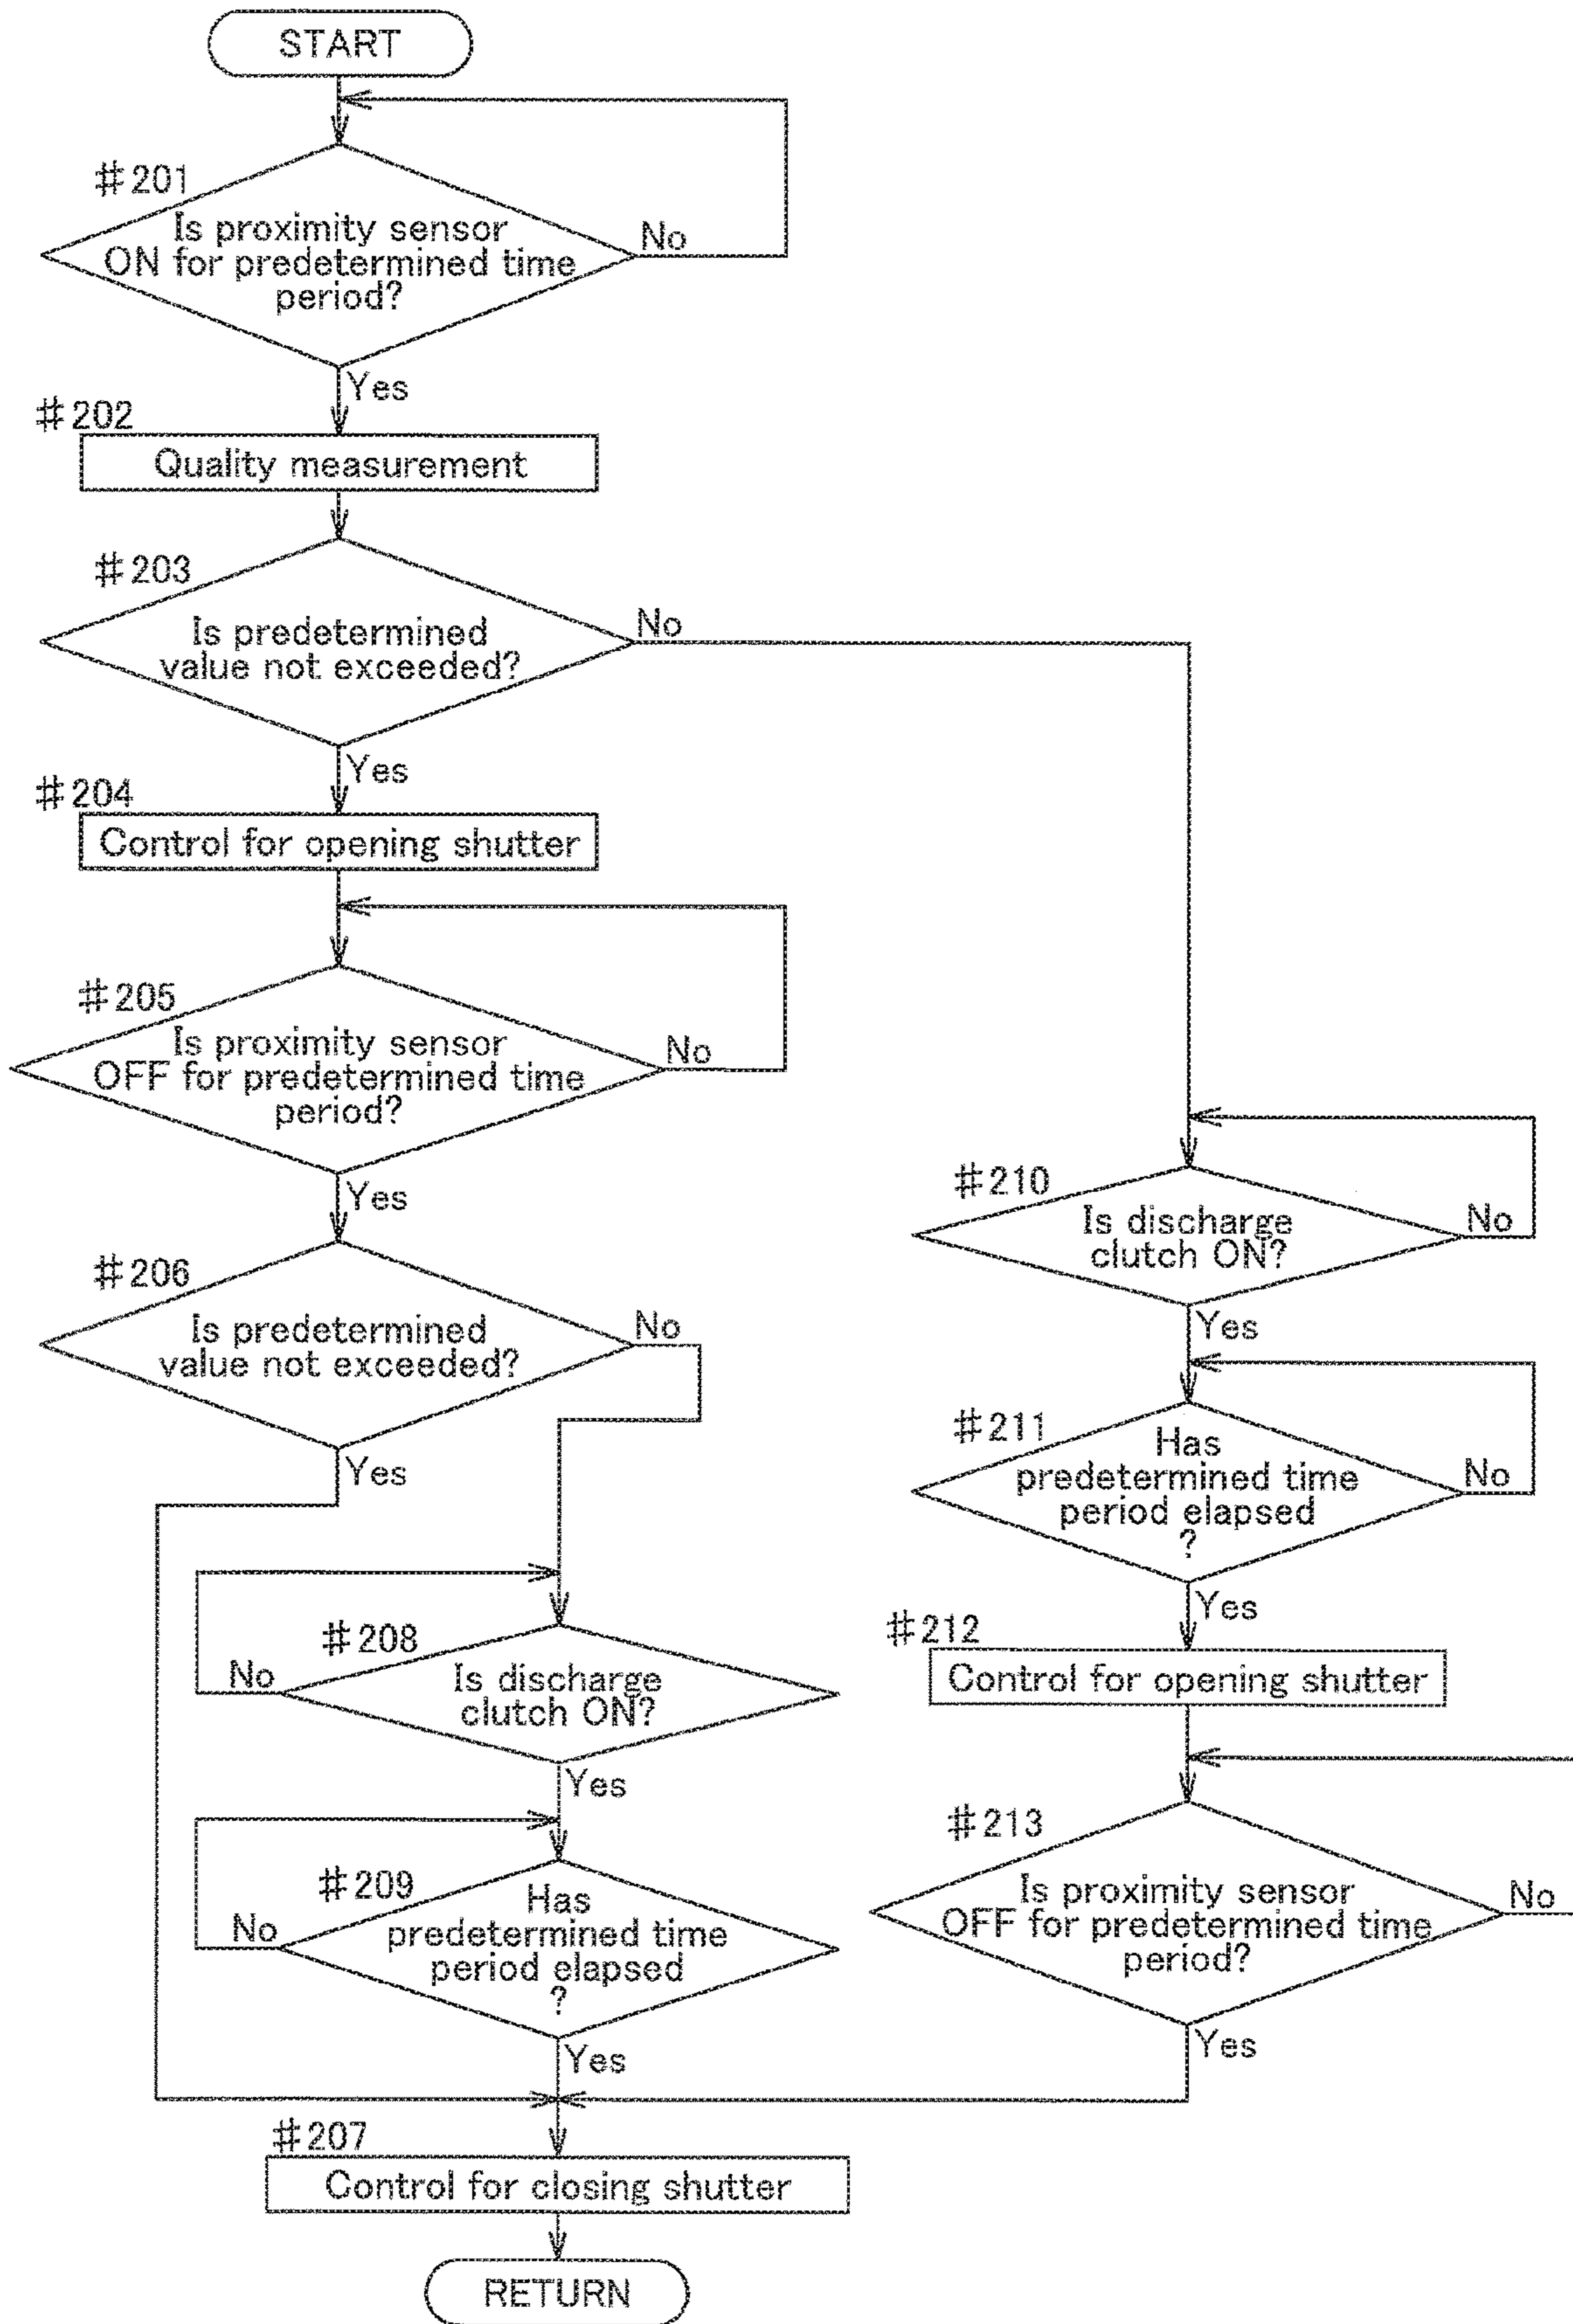 START
#201
Is proximity sensor
ON for predetermined time
period?
No
Yes
#202
Quality measurement
#203
Is predetermined
value not exceeded?
No
Yes
#204
Control for opening shutter
#205
Is proximity sensor
OFF for predetermined time
period?
No
Yes
#206
Is predetermined
value not exceeded?
No
Yes
#208
Is discharge
clutch ON?
No
Yes
#209
Has
predetermined time
period elapsed
?
No
Yes
#210
Is discharge
clutch ON?
No
Yes
#211
Has
predetermined time
period elapsed
?
No
Yes
#212
Control for opening shutter
#213
Is proximity sensor
OFF for predetermined time
period?
No
Yes
#207
Control for closing shutter
RETURN